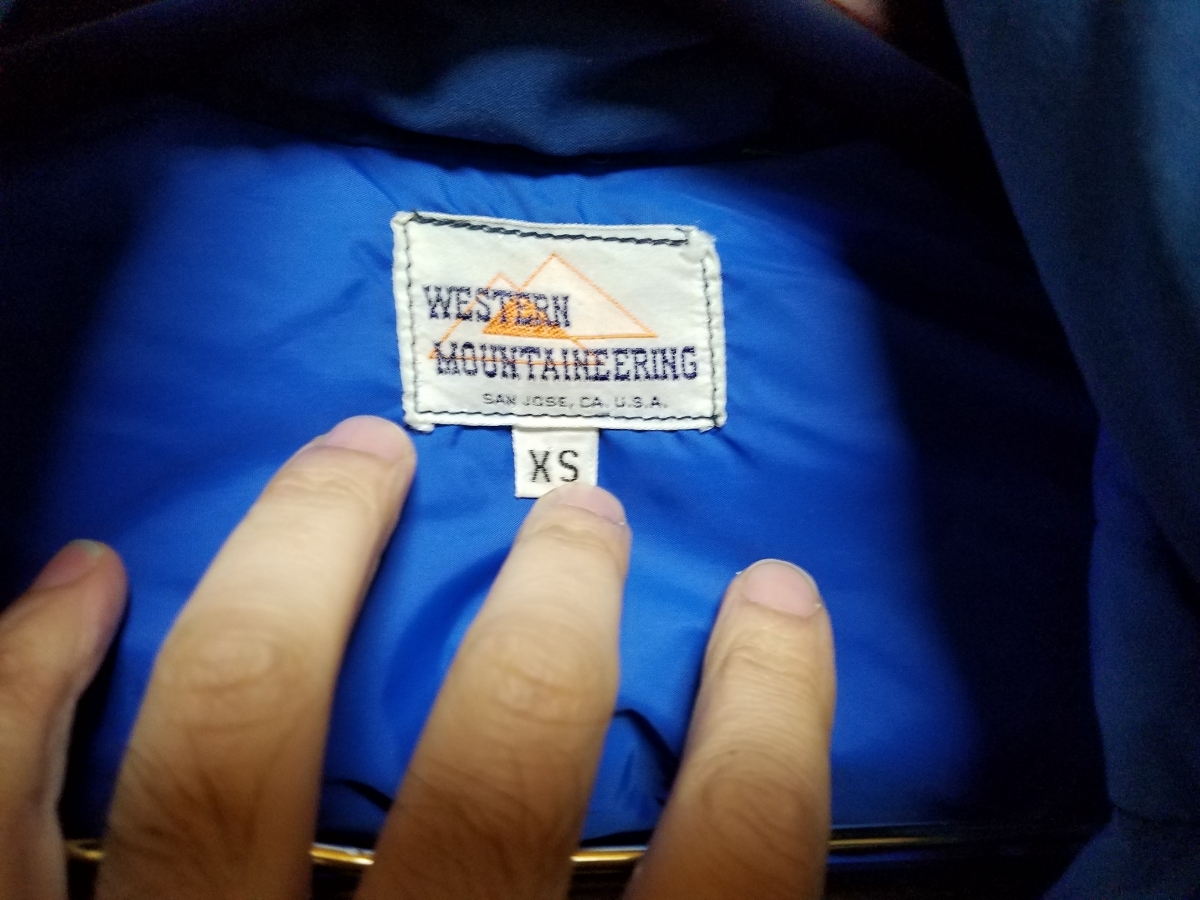 WESTERN
MOUNTAINEERING
SAN JOSE, CA. U.S.A.
XS